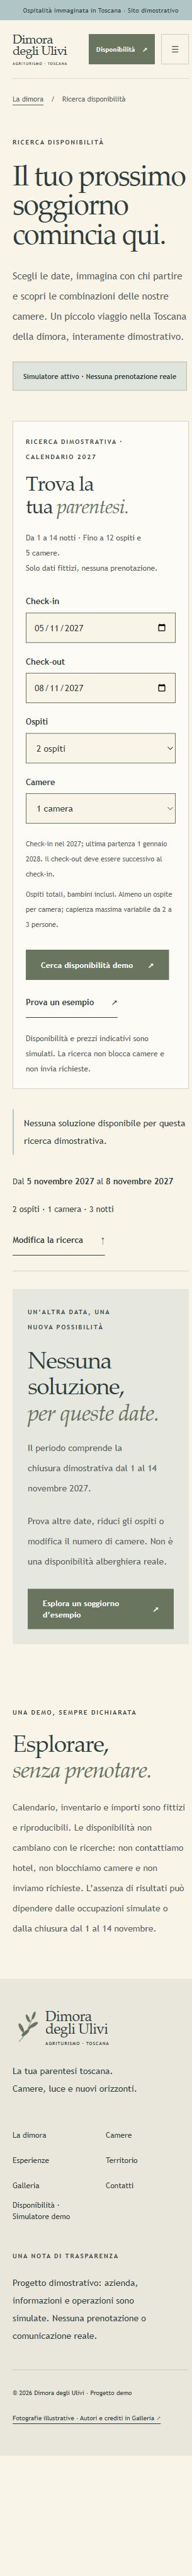 Ospitalità immaginata in Toscana · Sito dimostrativo
Dimora
degli Ulivi
AGRITURISMO · TOSCANA
Disponibilità ↗
☰
La dimora / Ricerca disponibilità
RICERCA DISPONIBILITÀ
Il tuo prossimo
soggiorno
comincia qui.
Scegli le date, immagina con chi partire
e scopri le combinazioni delle nostre
camere. Un piccolo viaggio nella Toscana
della dimora, interamente dimostrativo.
Simulatore attivo · Nessuna prenotazione reale
RICERCA DIMOSTRATIVA ·
CALENDARIO 2027
Trova la
tua parentesi.
Da 1 a 14 notti · Fino a 12 ospiti e
5 camere.
Solo dati fittizi, nessuna prenotazione.
Check-in
05/11/2027
Check-out
08/11/2027
Ospiti
2 ospiti
Camere
1 camera
Check-in nel 2027; ultima partenza 1 gennaio
2028. Il check-out deve essere successivo al
check-in.
Ospiti totali, bambini inclusi. Almeno un ospite
per camera; capienza massima variabile da 2 a
3 persone.
Cerca disponibilità demo ↗
Prova un esempio ↗
Disponibilità e prezzi indicativi sono
simulati. La ricerca non blocca camere e
non invia richieste.
Nessuna soluzione disponibile per questa
ricerca dimostrativa.
Dal 5 novembre 2027 al 8 novembre 2027
2 ospiti · 1 camera · 3 notti
Modifica la ricerca ↑
UN'ALTRA DATA, UNA
NUOVA POSSIBILITÀ
Nessuna
soluzione,
per queste date.
Il periodo comprende la
chiusura dimostrativa dal 1 al 14
novembre 2027.
Prova altre date, riduci gli ospiti o
modifica il numero di camere. Non è
una disponibilità alberghiera reale.
Esplora un soggiorno
d'esempio ↗
UNA DEMO, SEMPRE DICHIARATA
Esplorare,
senza prenotare.
Calendario, inventario e importi sono fittizi
e riproducibili. Le disponibilità non
cambiano con le ricerche: non contattiamo
hotel, non blocchiamo camere e non
inviamo richieste. L'assenza di risultati può
dipendere dalle occupazioni simulate o
dalla chiusura dal 1 al 14 novembre.
Dimora
degli Ulivi
AGRITURISMO · TOSCANA
La tua parentesi toscana.
Camere, luce e nuovi orizzonti.
La dimora Camere
Esperienze Territorio
Galleria Contatti
Disponibilità ·
Simulatore demo
UNA NOTA DI TRASPARENZA
Progetto dimostrativo: azienda,
informazioni e operazioni sono
simulate. Nessuna prenotazione o
comunicazione reale.
© 2026 Dimora degli Ulivi · Progetto demo
Fotografie illustrative · Autori e crediti in Galleria ↗